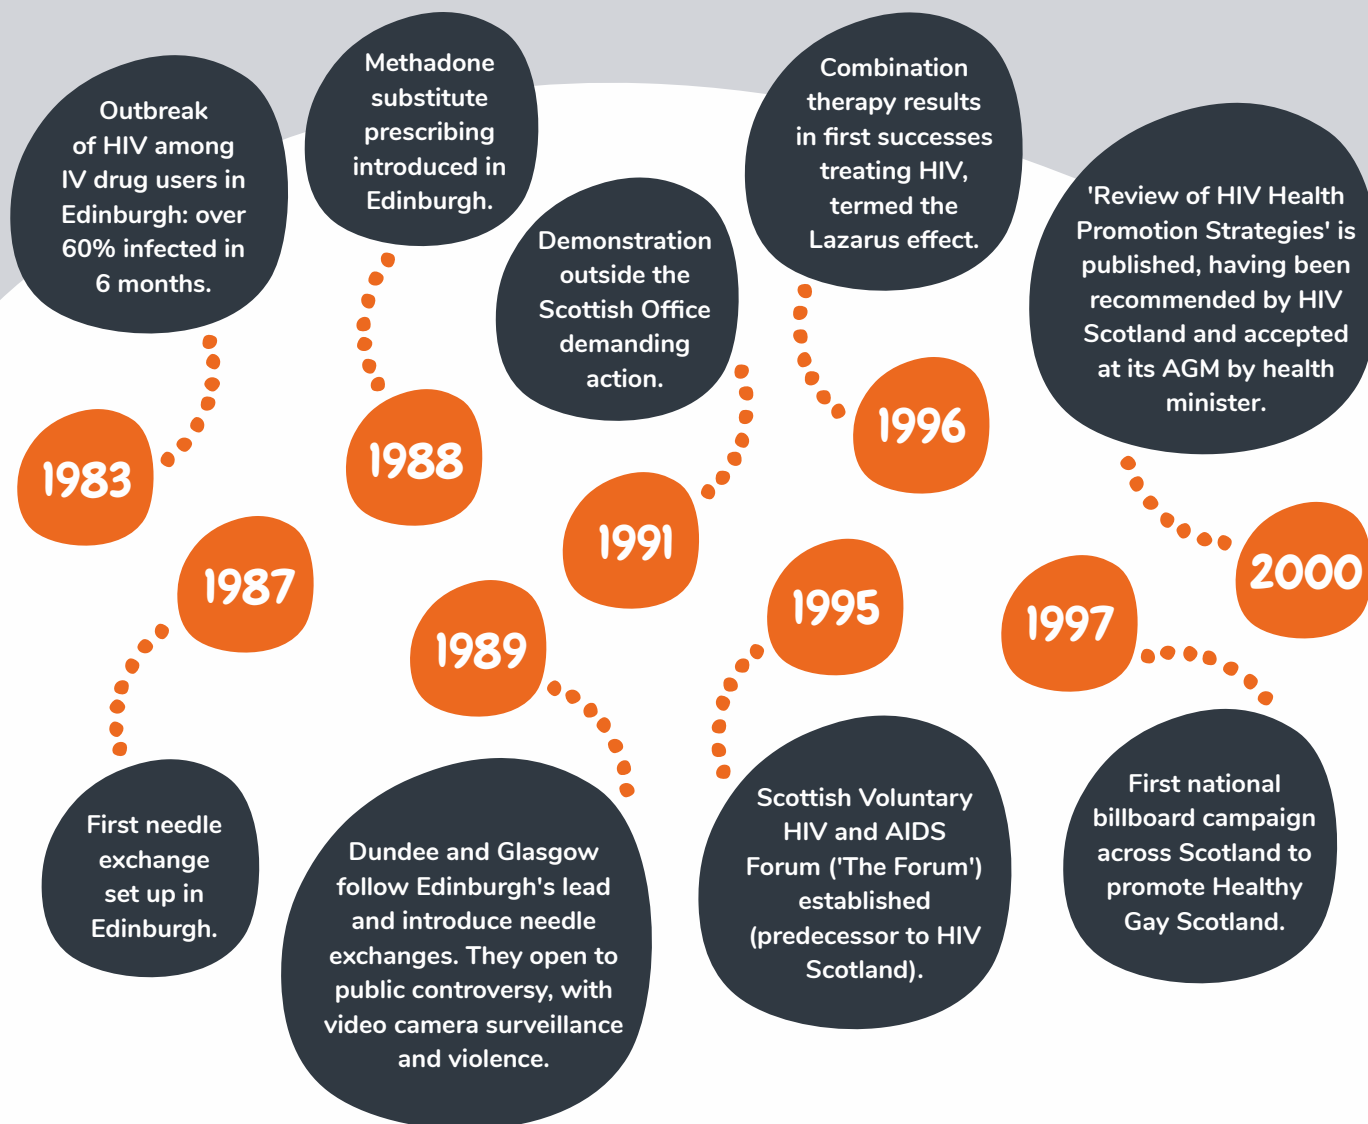 Outbreak
of HIV among
IV drug users in
Edinburgh: over
60% infected in
6 months.
1983
1987
First needle
exchange
set up in
Edinburgh.
Methadone
substitute
prescribing
introduced in
Edinburgh.
1988
1989
Dundee and Glasgow
follow Edinburgh's lead
and introduce needle
exchanges. They open to
public controversy, with
video camera surveillance
and violence.
Demonstration
outside the
Scottish Office
demanding
action.
1991
1995
Scottish Voluntary
HIV and AIDS
Forum ('The Forum')
established
(predecessor to HIV
Scotland).
Combination
therapy results
in first successes
treating HIV,
termed the
Lazarus effect.
1996
1997
First national
billboard campaign
across Scotland to
promote Healthy
Gay Scotland.
'Review of HIV Health
Promotion Strategies' is
published, having been
recommended by HIV
Scotland and accepted
at its AGM by health
minister.
2000